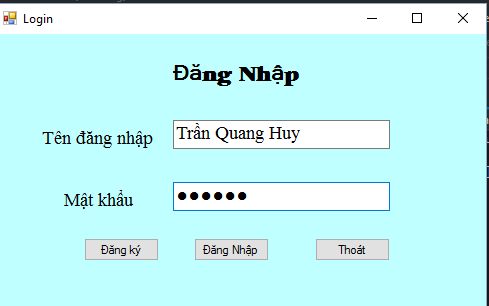 Login
Đăng Nhập
Tên đăng nhập Trần Quang Huy
Mật khẩu ●●●●●●
Đăng ký Đăng Nhập Thoát